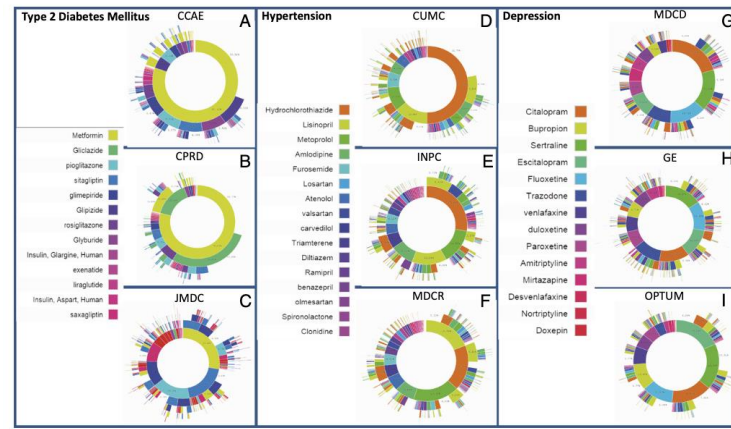 Type 2 Diabetes Mellitus
CCAE
A
Metformin
Gliclazide
pioglitazone
sitagliptin
glimepiride
Glipizide
rosiglitazone
Glyburide
Insulin, Glargine, Human
exenatide
liraglutide
Insulin, Aspart, Human
saxagliptin
CPRD
B
JMDC
C
Hypertension
CUMC
D
Hydrochlorothiazide
Lisinopril
Metoprolol
Amlodipine
Furosemide
Losartan
Atenolol
valsartan
carvedilol
Triamterene
Diltiazem
Ramipril
benazepril
olmesartan
Spironolactone
Clonidine
INPC
E
MDCR
F
Depression
MDCD
G
Citalopram
Bupropion
Sertraline
Escitalopram
Fluoxetine
Trazodone
venlafaxine
duloxetine
Paroxetine
Amitriptyline
Mirtazapine
Desvenlafaxine
Nortriptyline
Doxepin
GE
H
OPTUM
I